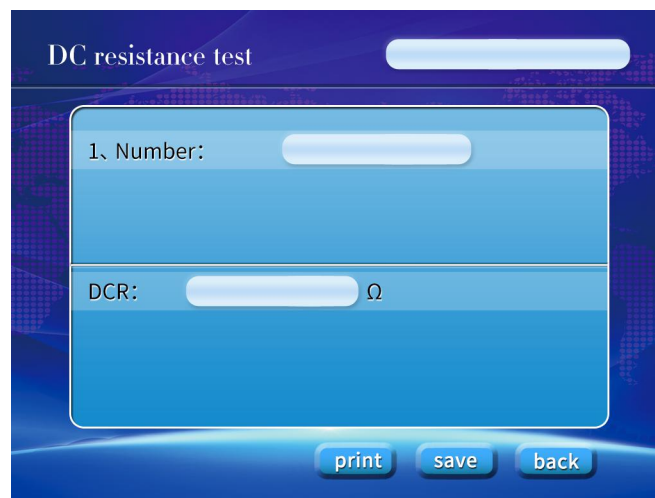 DC resistance test
1、Number：
DCR： Ω
print save back